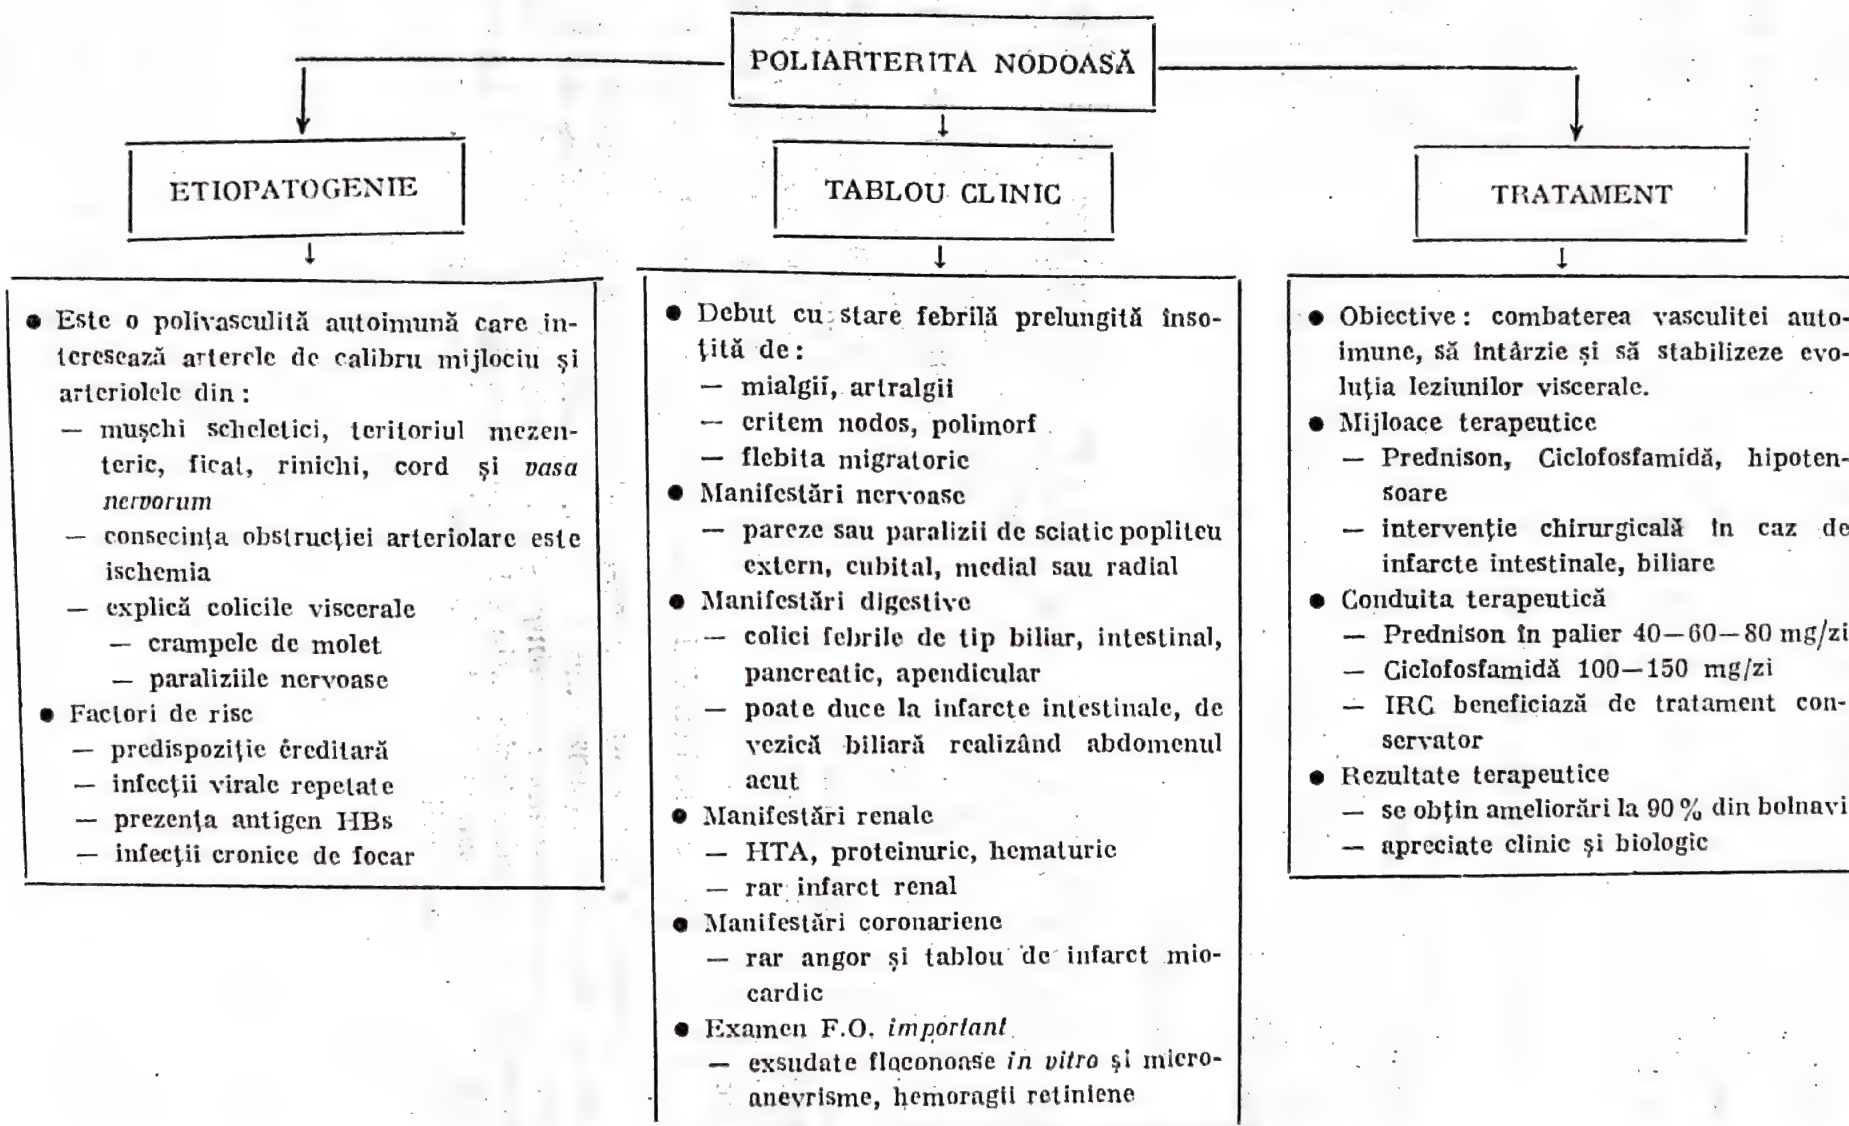 POLIARTERITA NODOASĂ
ETIOPATOGENIE
● Este o polivasculită autoimună care in-
teresează arterele de calibru mijlociu și
arteriolele din :
— mușchi scheletici, teritoriul mezen-
teric, ficat, rinichi, cord și vasa
nervorum
— consecința obstrucției arteriolare este
ischemia
— explică colicile viscerale
— crampele de molet
— paraliziile nervoase
● Factori de risc
— predispoziție ereditară
— infecții virale repetate
— prezența antigen HBs
— infecții cronice de focar
TABLOU CLINIC
● Debut cu stare febrilă prelungită înso-
țită de :
— mialgii, artralgii
— eritem nodos, polimorf
— flebita migratorie
● Manifestări nervoase
— pareze sau paralizii de sciatic popliteu
extern, cubital, medial sau radial
● Manifestări digestive
— colici febrile de tip biliar, intestinal,
pancreatic, apendicular
— poate duce la infarcte intestinale, de
vezică biliară realizând abdomenul
acut
● Manifestări renale
— HTA, proteinurie, hematurie
— rar infarct renal
● Manifestări coronariene
— rar angor și tablou de infarct mio-
cardic
● Examen F.O. important
— exsudate floconoase in vitro și micro-
anevrisme, hemoragii retiniene
TRATAMENT
● Obiective : combaterea vasculitei auto-
imune, să întârzie și să stabilizeze evo-
luția leziunilor viscerale.
● Mijloace terapeutice
— Prednison, Ciclofosfamidă, hipoten-
soare
— intervenție chirurgicală în caz de
infarcte intestinale, biliare
● Conduita terapeutică
— Prednison în palier 40—60—80 mg/zi
— Ciclofosfamidă 100—150 mg/zi
— IRC beneficiază de tratament con-
servator
● Rezultate terapeutice
— se obțin ameliorări la 90 % din bolnavi
— apreciate clinic și biologic